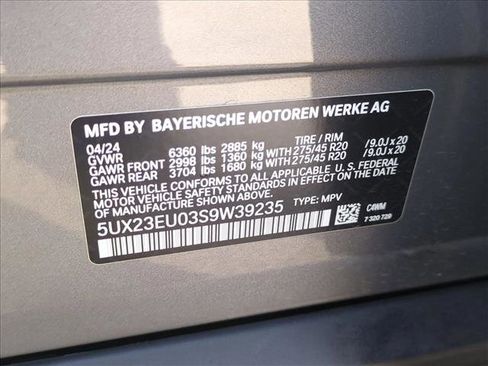 MFD BY BAYERISCHE MOTOREN WERKE AG
04/24 TIRE / RIM
GVWR 6360 lbs 2885 kg
GAWR FRONT 2998 lbs 1360 kg WITH 275/45 R20 /9.0J x 20
GAWR REAR 3704 lbs 1680 kg WITH 275/45 R20 /9.0J x 20
THIS VEHICLE CONFORMS TO ALL APPLICABLE U.S. FEDERAL
MOTOR VEHICLE SAFETY STANDARDS IN EFFECT ON THE DATE
OF MANUFACTURE SHOWN ABOVE.
5UX23EU03S9W39235 TYPE: MPV
C4WM
7 320 729